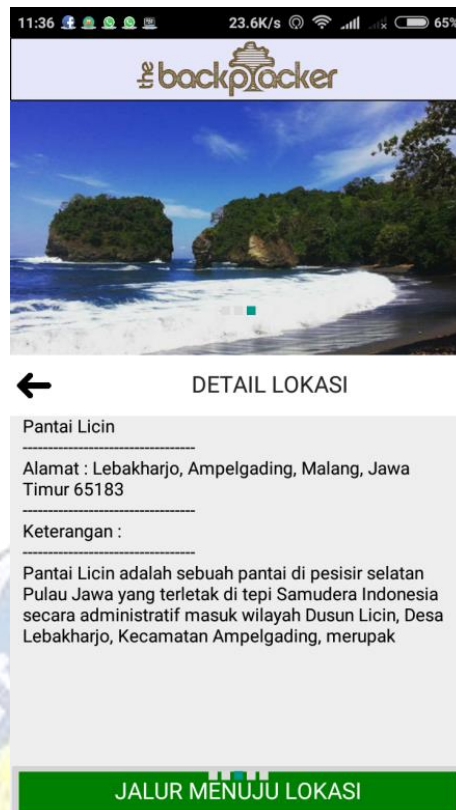 11:36 23.6K/s 65%
the backpacker
DETAIL LOKASI
Pantai Licin
----------------------------------
Alamat : Lebakharjo, Ampelgading, Malang, Jawa
Timur 65183
----------------------------------
Keterangan :
----------------------------------
Pantai Licin adalah sebuah pantai di pesisir selatan
Pulau Jawa yang terletak di tepi Samudera Indonesia
secara administratif masuk wilayah Dusun Licin, Desa
Lebakharjo, Kecamatan Ampelgading, merupak
JALUR MENUJU LOKASI